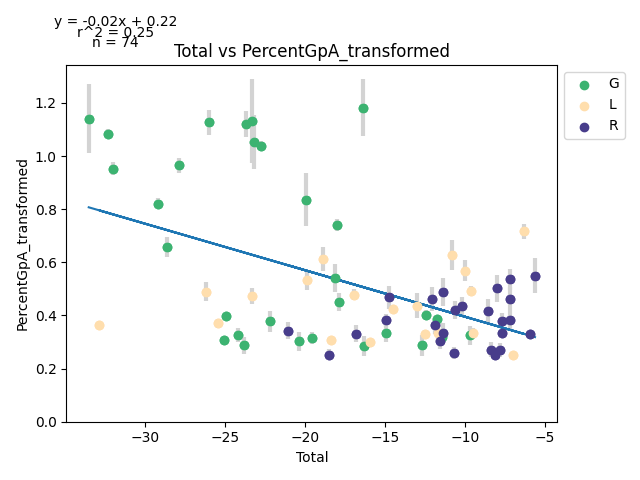 y = -0.02x + 0.22
r^2 = 0.25
n = 74
Total vs PercentGpA_transformed
G
L
R
PercentGpA_transformed
1.2
1.0
0.8
0.6
0.4
0.2
0.0
−30
−25
−20
−15
−10
−5
Total